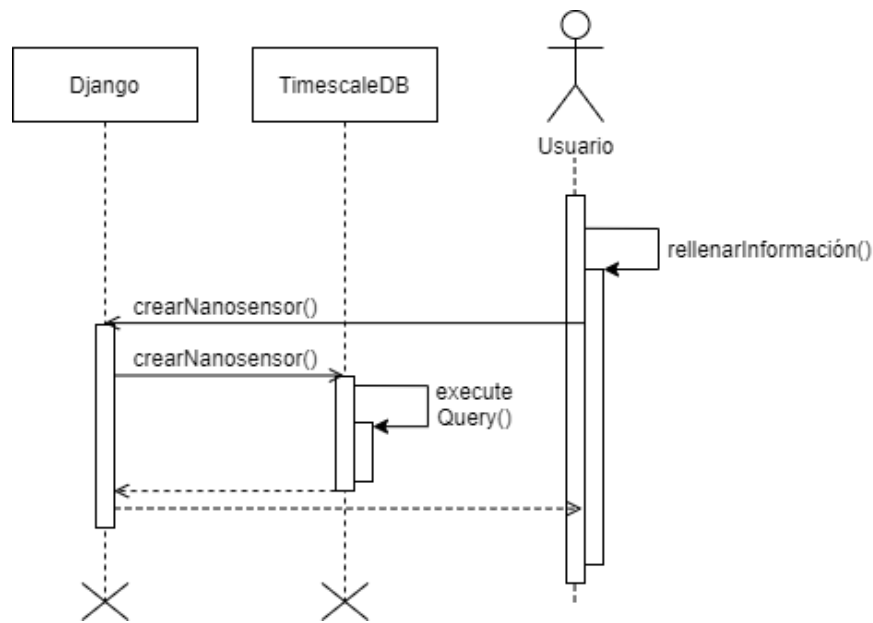 Django
TimescaleDB
Usuario
rellenarInformación()
crearNanosensor()
crearNanosensor()
execute
Query()